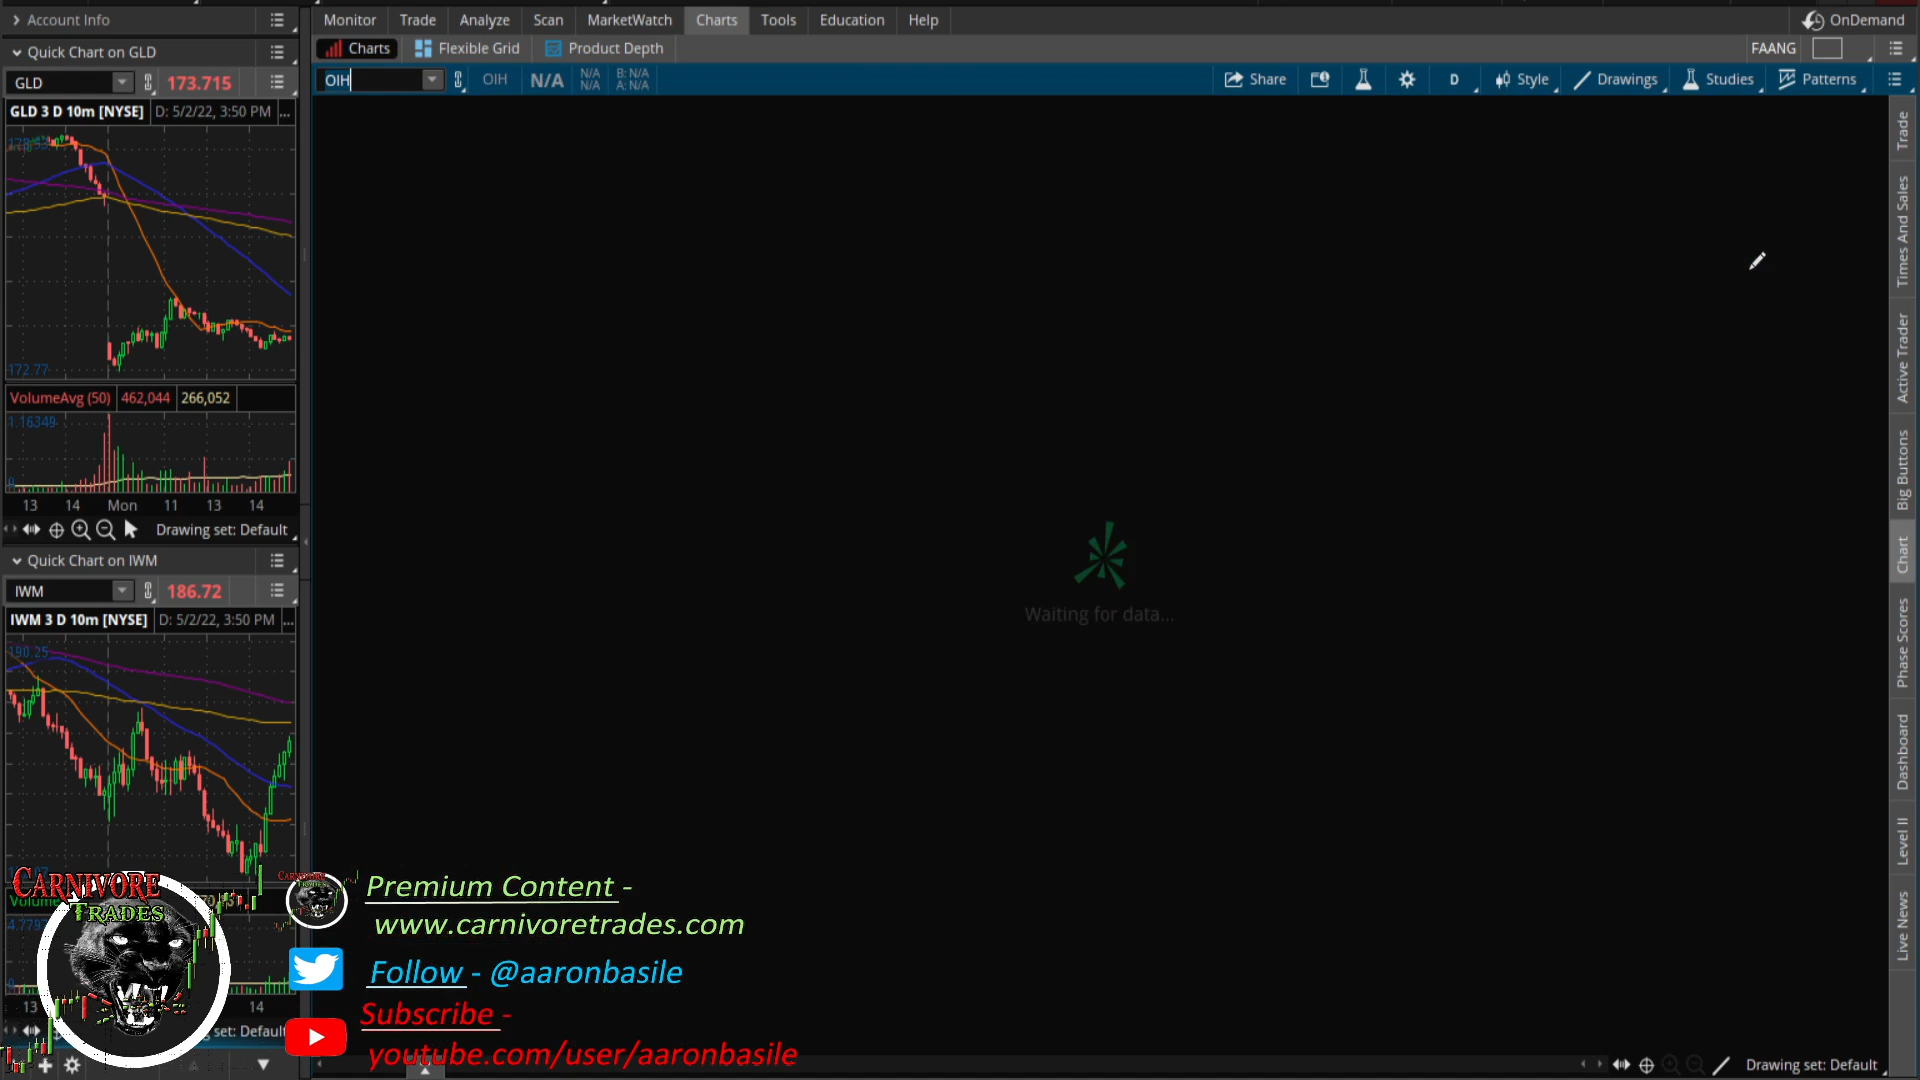 Account Info
Monitor Trade Analyze Scan MarketWatch Charts Tools Education Help
OnDemand
Quick Chart on GLD
Charts Flexible Grid Product Depth
FAANG
GLD 173.715
OIH OIH N/A N/A N/A B: N/A A: N/A
Share D Style Drawings Studies Patterns
GLD 3 D 10m [NYSE] D: 5/2/22, 3:50 PM ...
172.77
VolumeAvg (50) 462,044 266,052
1.16349
0
13 14 Mon 11 13 14
Drawing set: Default
Quick Chart on IWM
IWM 186.72
IWM 3 D 10m [NYSE] D: 5/2/22, 3:50 PM ...
190.25
Waiting for data...
Trade
Times And Sales
Active Trader
Big Buttons
Chart
Phase Scores
Dashboard
Level II
Live News
CARNIVORE
TRADES
13 14
set: Default
CARNIVORE
Premium Content -
www.carnivoretrades.com
Follow - @aaronbasile
Subscribe -
youtube.com/user/aaronbasile
Drawing set: Default